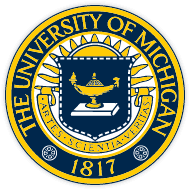 THE UNIVERSITY OF MICHIGAN
ARTES SCIENTIA VERITAS
1817